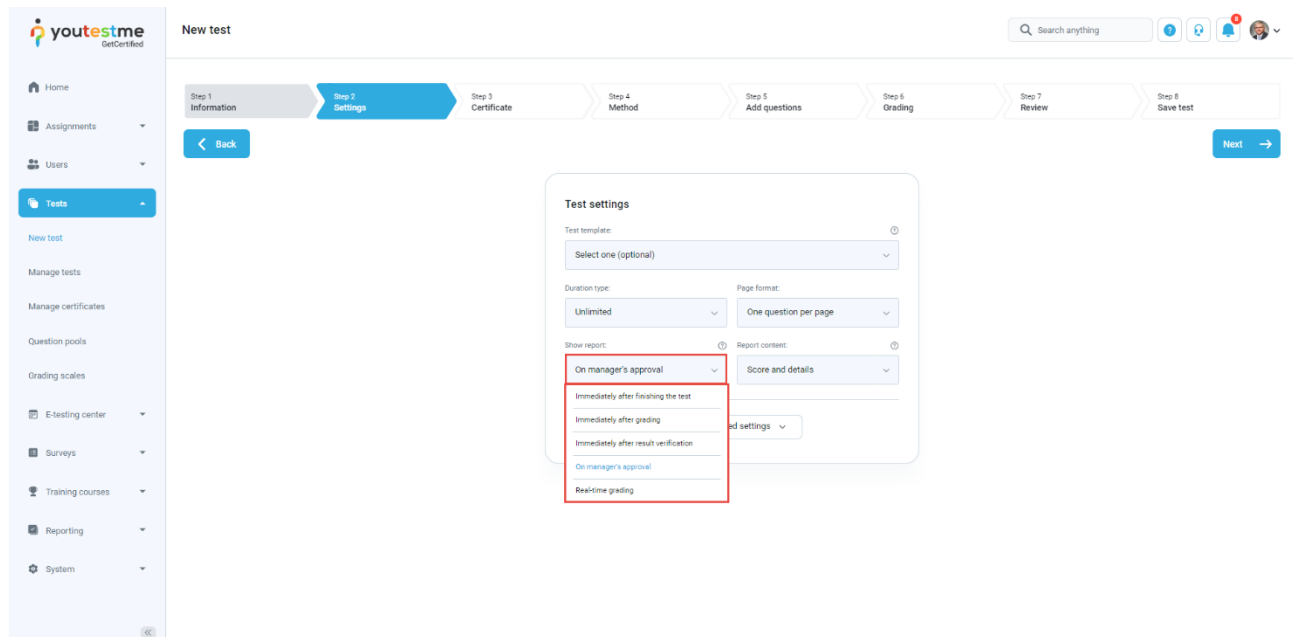 youtestme
GetCertified
New test
Search anything
8
Home
Assignments
Users
Tests
New test
Manage tests
Manage certificates
Question pools
Grading scales
E-testing center
Surveys
Training courses
Reporting
System
Step 1
Information
Step 2
Settings
Step 3
Certificate
Step 4
Method
Step 5
Add questions
Step 6
Grading
Step 7
Review
Step 8
Save test
Back
Next
Test settings
Test template:
Select one (optional)
Duration type:
Page format:
Unlimited
One question per page
Show report:
Report content:
On manager's approval
Score and details
Immediately after finishing the test
Immediately after grading
ed settings
Immediately after result verification
On manager's approval
Real-time grading